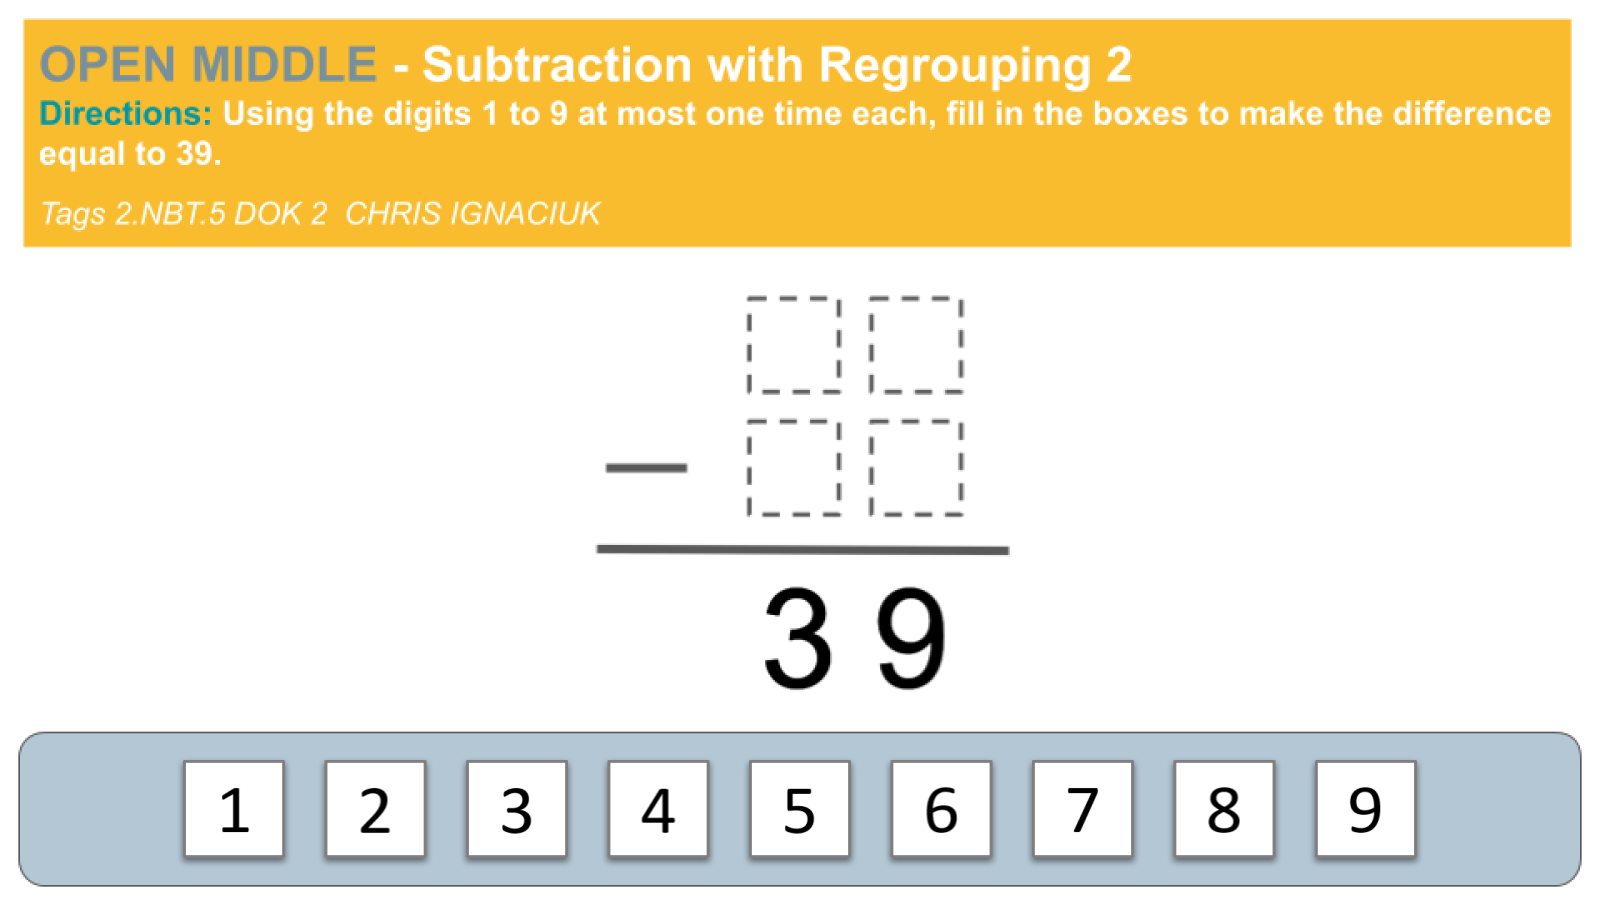 OPEN MIDDLE - Subtraction with Regrouping 2
Directions: Using the digits 1 to 9 at most one time each, fill in the boxes to make the difference
equal to 39.
Tags 2.NBT.5 DOK 2 CHRIS IGNACIUK
—
3 9
1 2 3 4 5 6 7 8 9